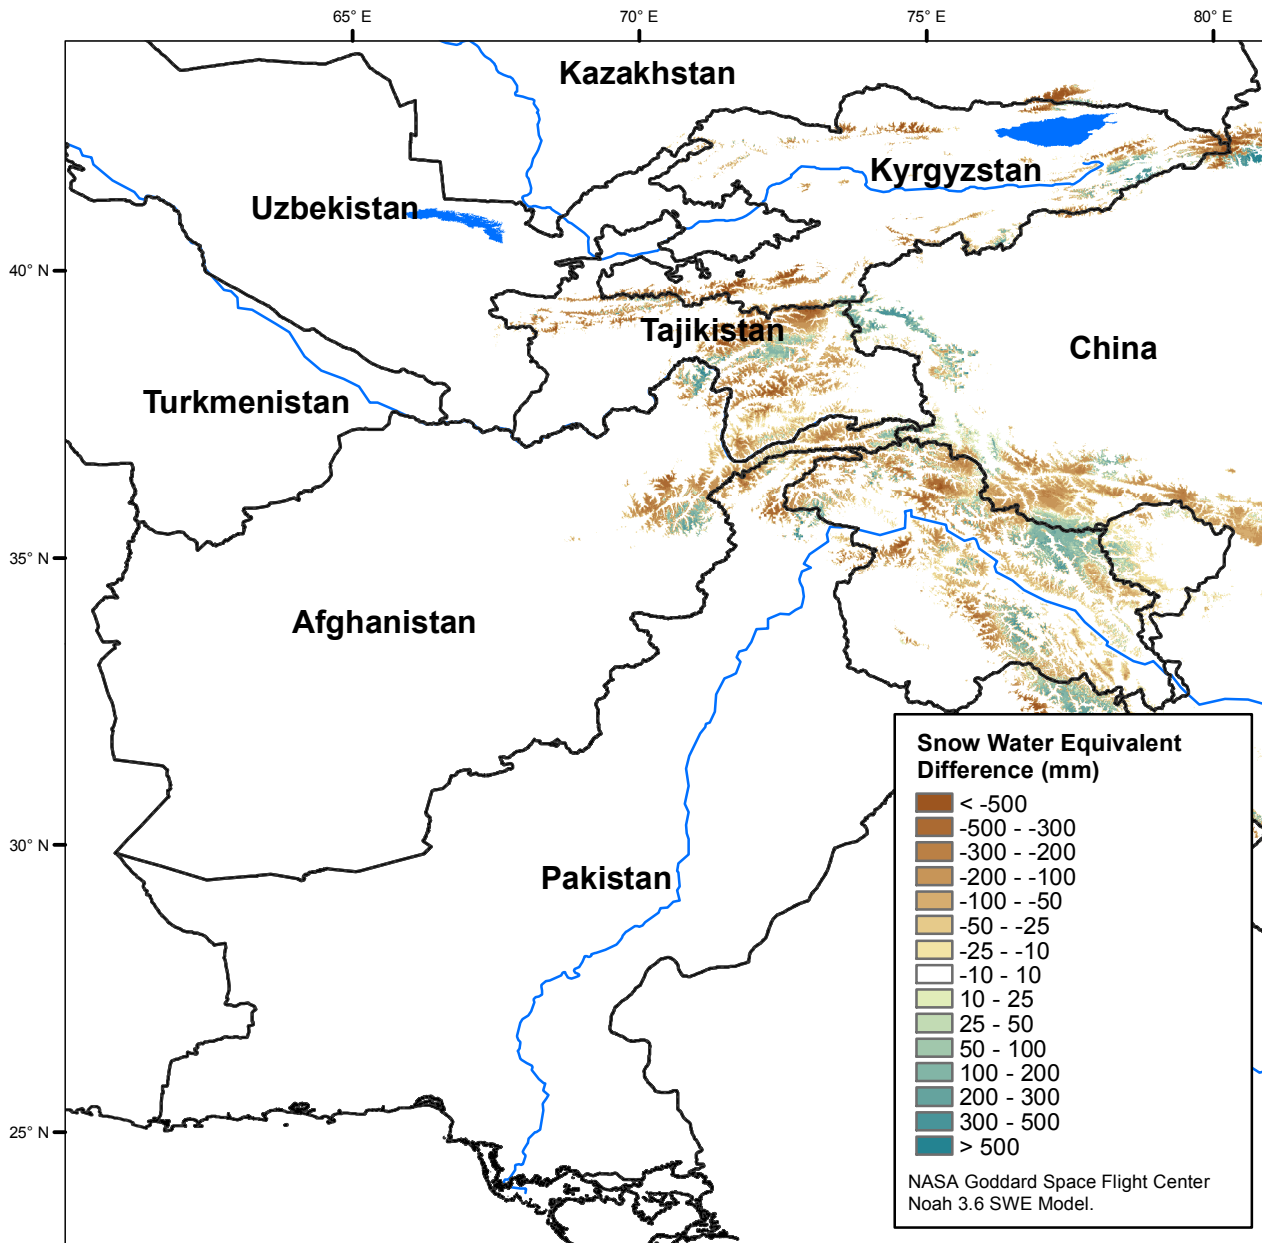 65° E
70° E
75° E
80° E
Kazakhstan
Kyrgyzstan
Uzbekistan
40° N
Tajikistan
China
Turkmenistan
35° N
Afghanistan
30° N
Pakistan
25° N
Snow Water Equivalent
Difference (mm)
< -500
-500 - -300
-300 - -200
-200 - -100
-100 - -50
-50 - -25
-25 - -10
-10 - 10
10 - 25
25 - 50
50 - 100
100 - 200
200 - 300
300 - 500
> 500
NASA Goddard Space Flight Center
Noah 3.6 SWE Model.